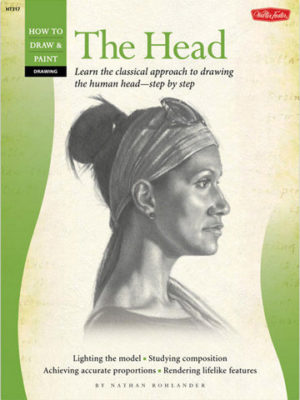 HT317
HOW TO
DRAW &
PAINT
DRAWING
Walter Foster
The Head
Learn the classical approach to drawing
the human head—step by step
Lighting the model • Studying composition
Achieving accurate proportions • Rendering lifelike features
BY NATHAN ROHLANDER